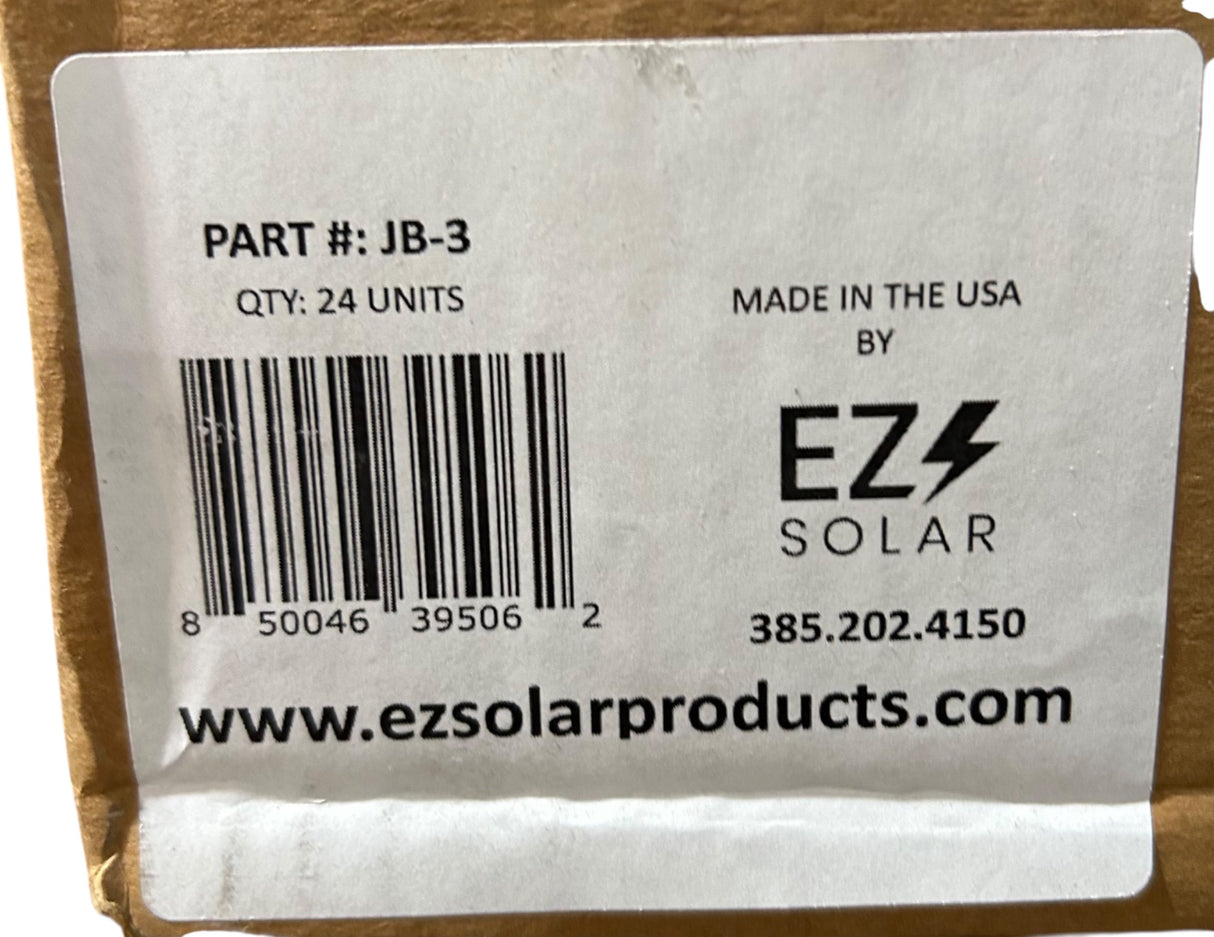 PART #: JB-3
QTY: 24 UNITS
8 50046 39506 2
MADE IN THE USA
BY
EZ
SOLAR
385.202.4150
www.ezsolarproducts.com